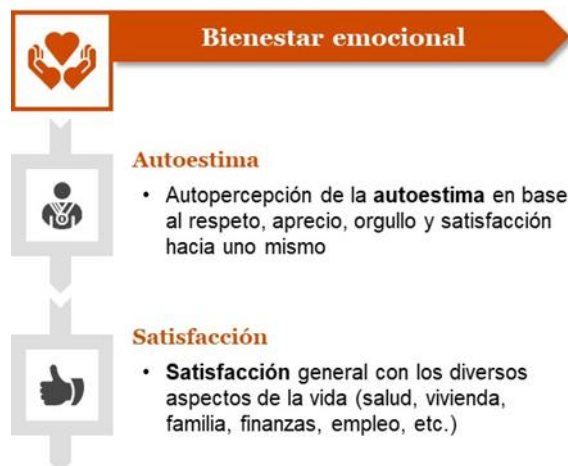 Bienestar emocional
Autoestima
• Autopercepción de la autoestima en base
al respeto, aprecio, orgullo y satisfacción
hacia uno mismo
Satisfacción
• Satisfacción general con los diversos
aspectos de la vida (salud, vivienda,
familia, finanzas, empleo, etc.)